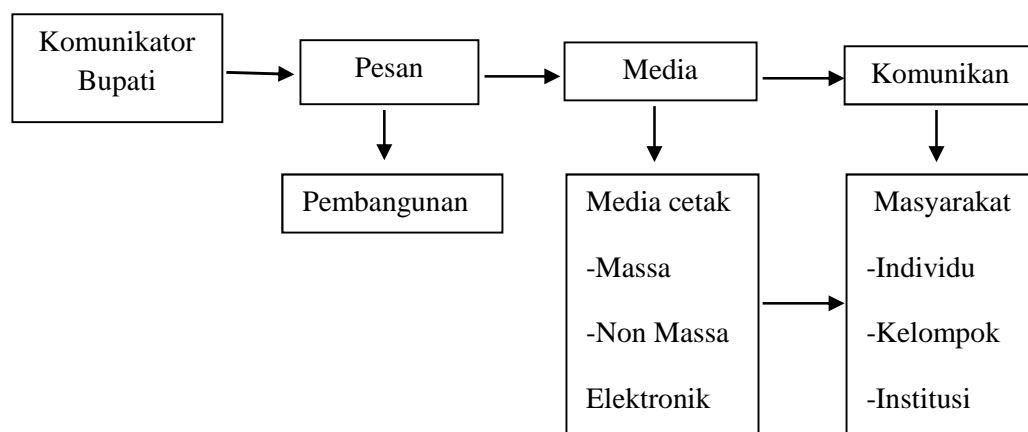 Komunikator
Bupati
Pesan
Media
Komunikan
Pembangunan
Media cetak
-Massa
-Non Massa
Elektronik
Masyarakat
-Individu
-Kelompok
-Institusi